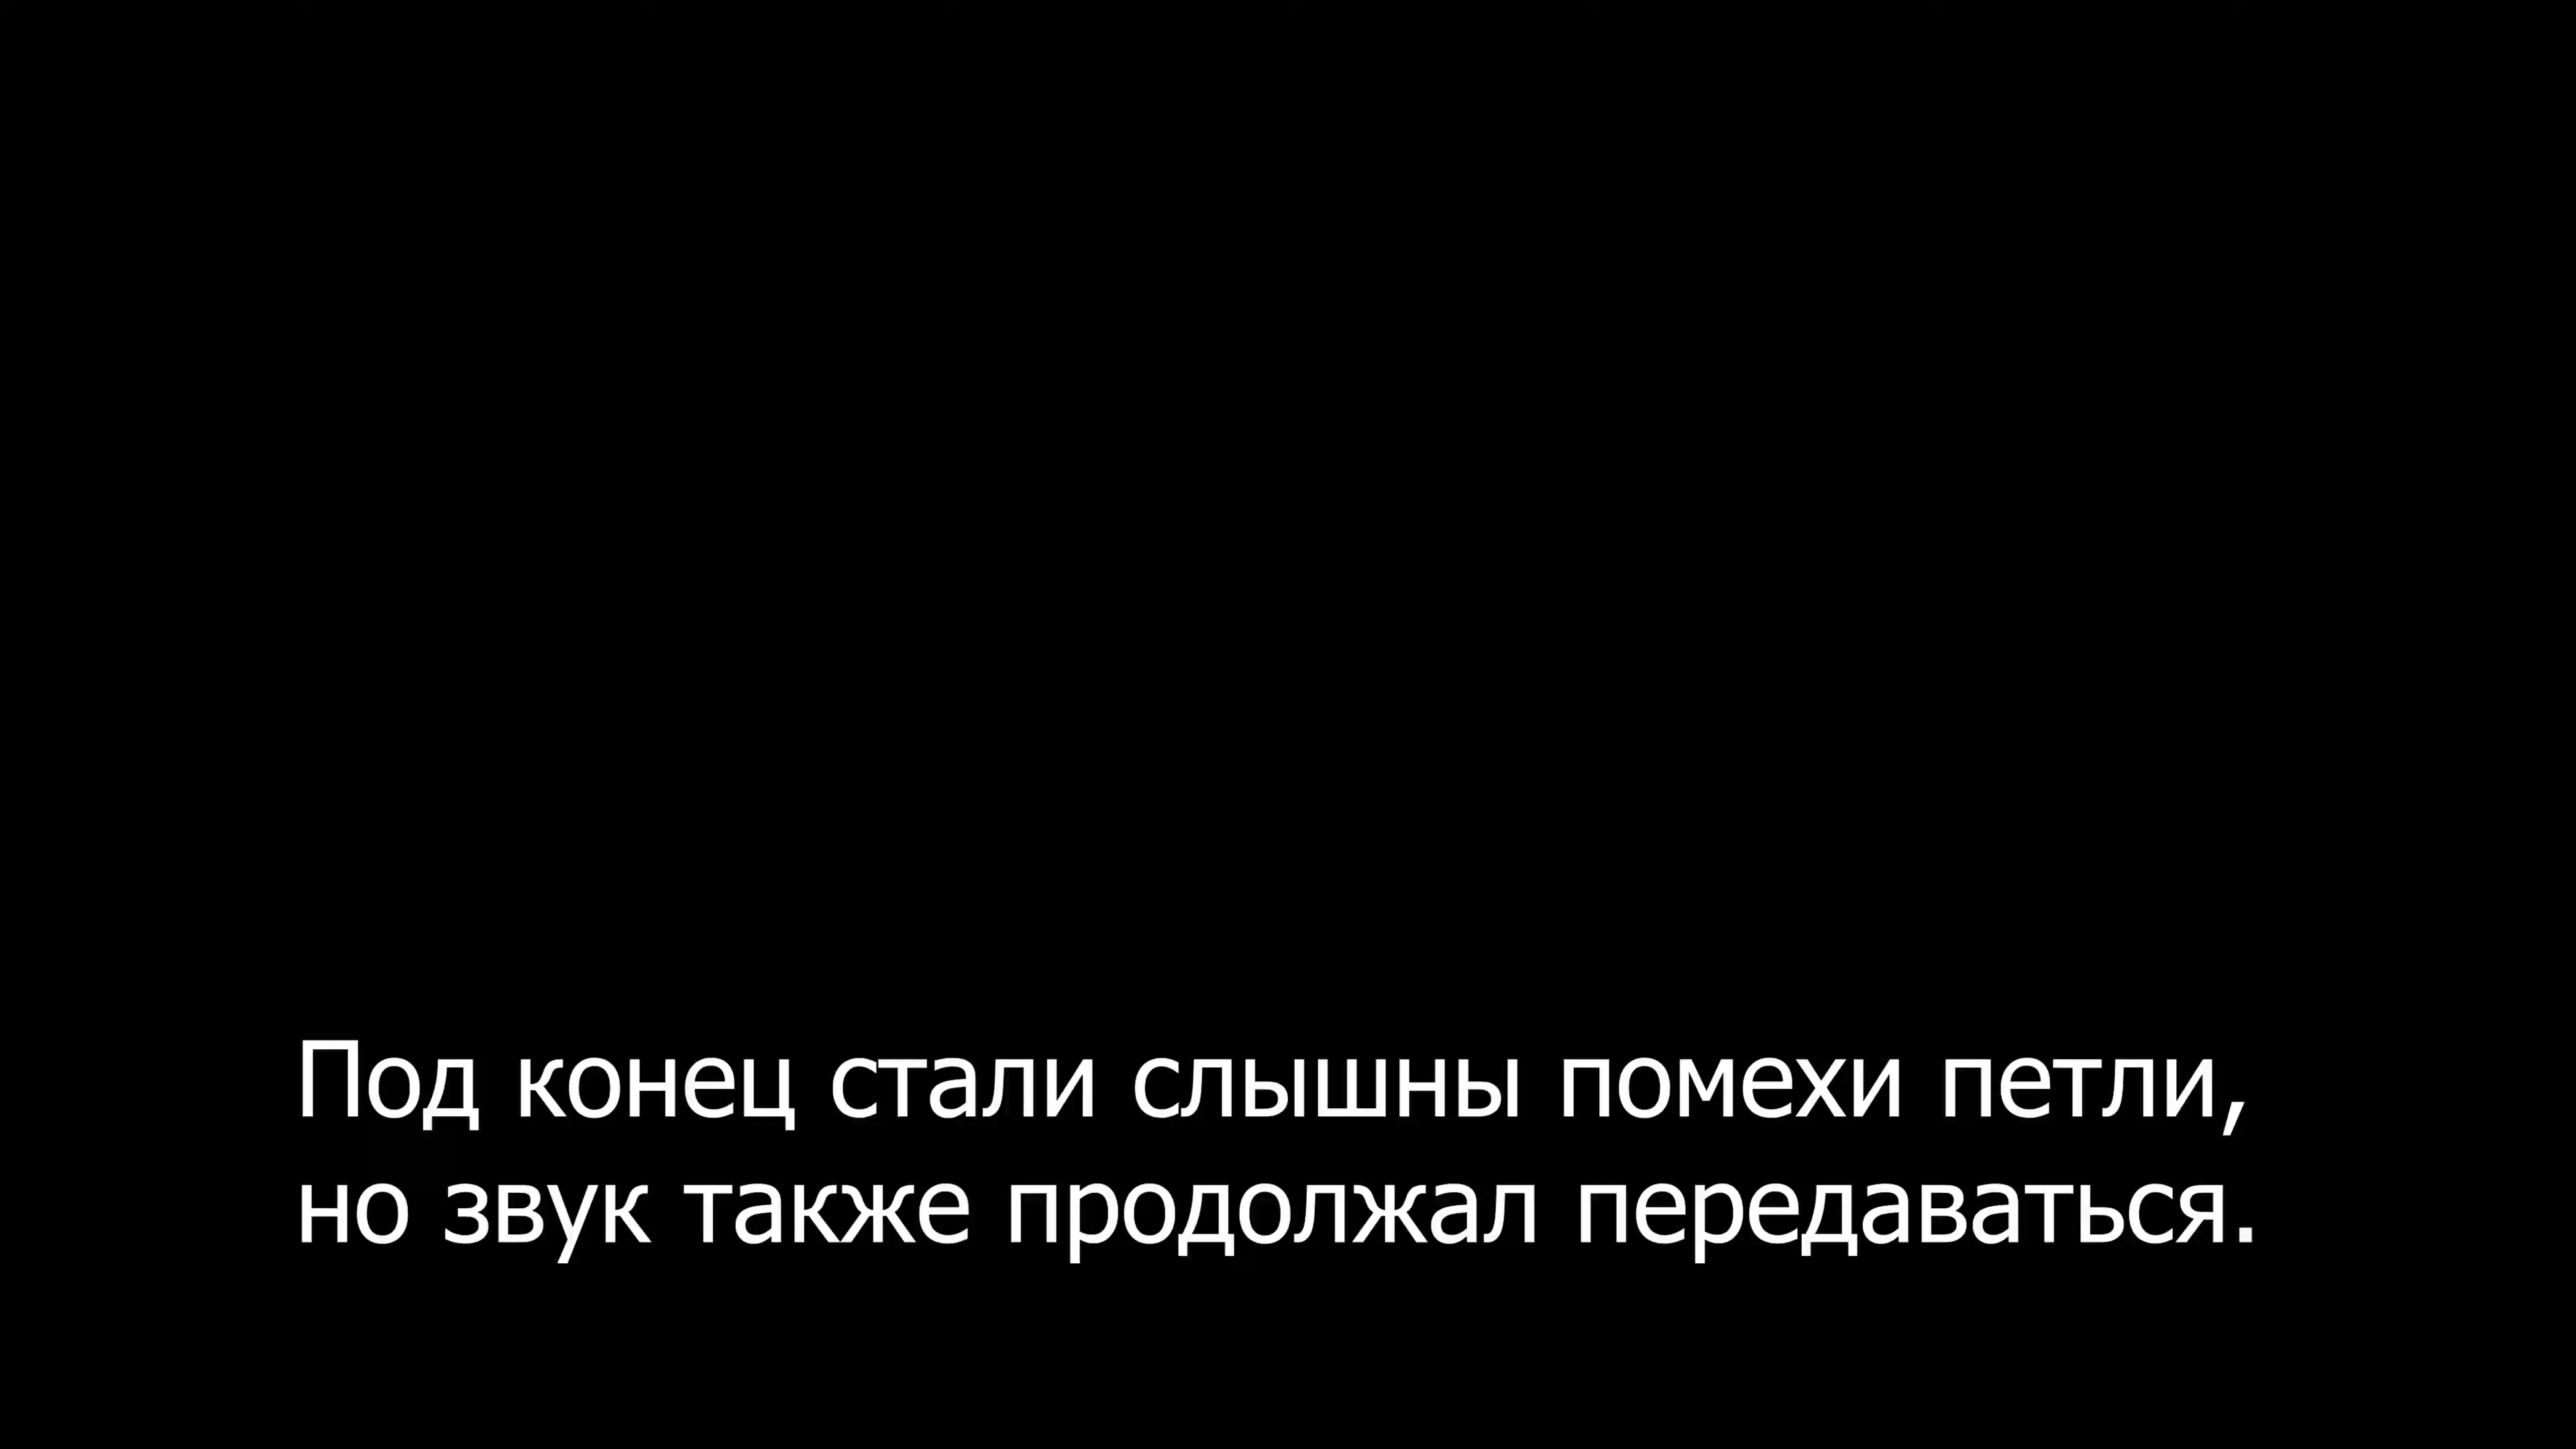 Под конец стали слышны помехи петли,
но звук также продолжал передаваться.